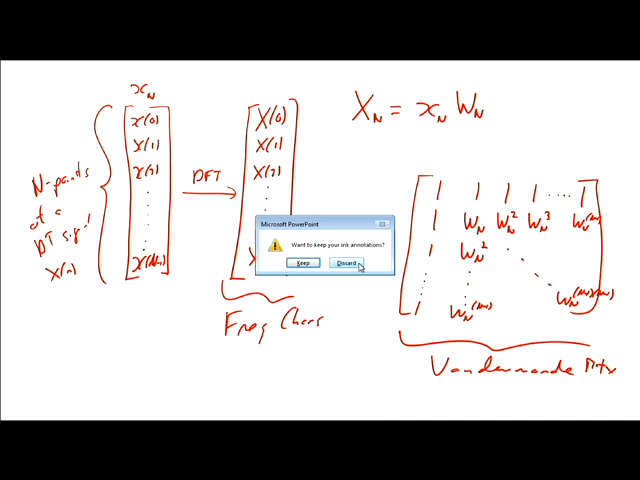 x_N
x(0)
x(1)
x(2)
⋮
x(N-1)
N-points
of a
DT signal
x(n)
DFT
X(0)
X(1)
X(2)
⋮
X
Freq Chars
X_N = x_N W_N
1 1 1 1 ..... 1
1 W_N W_N^2 W_N^3 W_N^(N-1)
1 W_N^2
1 W_N^(N-1) W_N^(N-1)(N-1)
Vandermonde Mtx
Microsoft PowerPoint
Want to keep your ink annotations?
Keep Discard